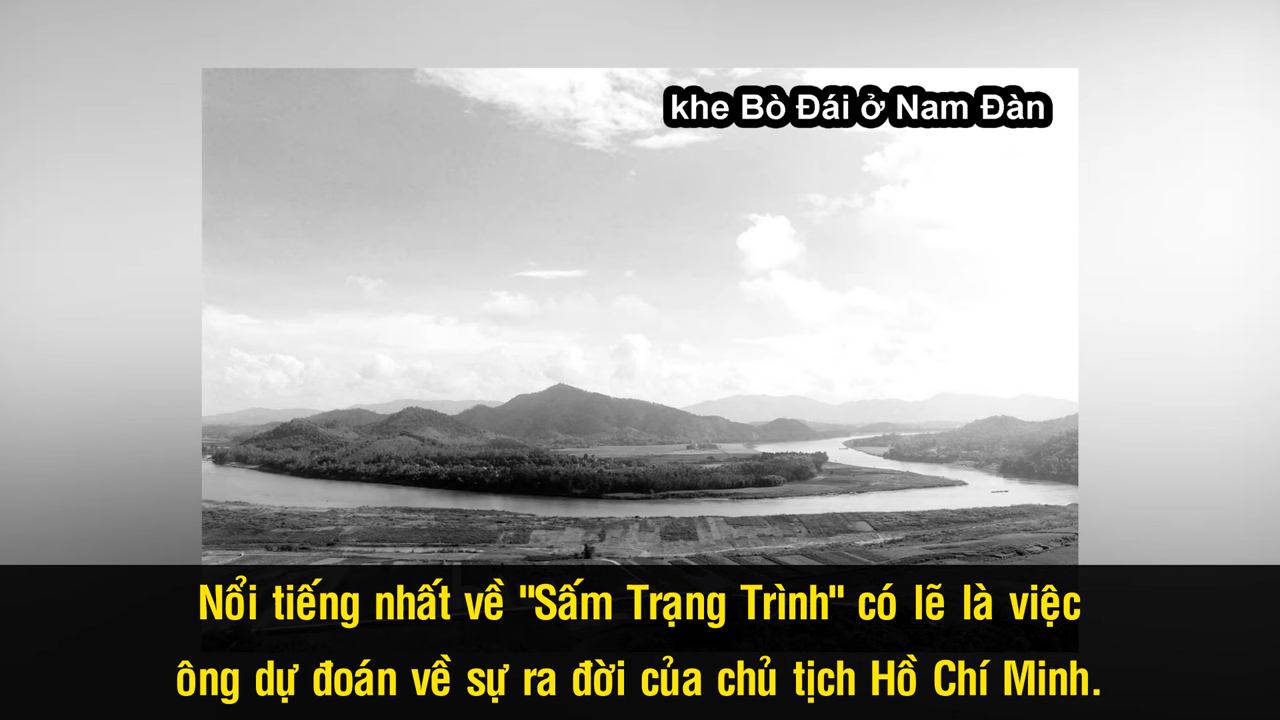 khe Bò Đái ở Nam Đàn
Nổi tiếng nhất về "Sấm Trạng Trình" có lẽ là việc
ông dự đoán về sự ra đời của chủ tịch Hồ Chí Minh.